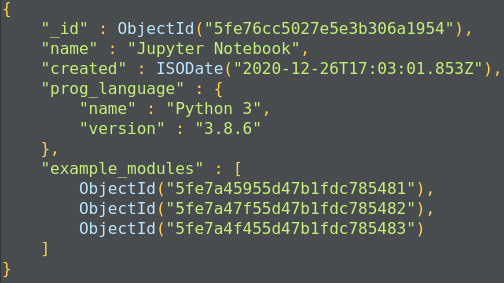 {
    "_id" : ObjectId("5fe76cc5027e5e3b306a1954"),
    "name" : "Jupyter Notebook",
    "created" : ISODate("2020-12-26T17:03:01.853Z"),
    "prog_language" : {
        "name" : "Python 3",
        "version" : "3.8.6"
    },
    "example_modules" : [
        ObjectId("5fe7a45955d47b1fdc785481"),
        ObjectId("5fe7a47f55d47b1fdc785482"),
        ObjectId("5fe7a4f455d47b1fdc785483")
    ]
}